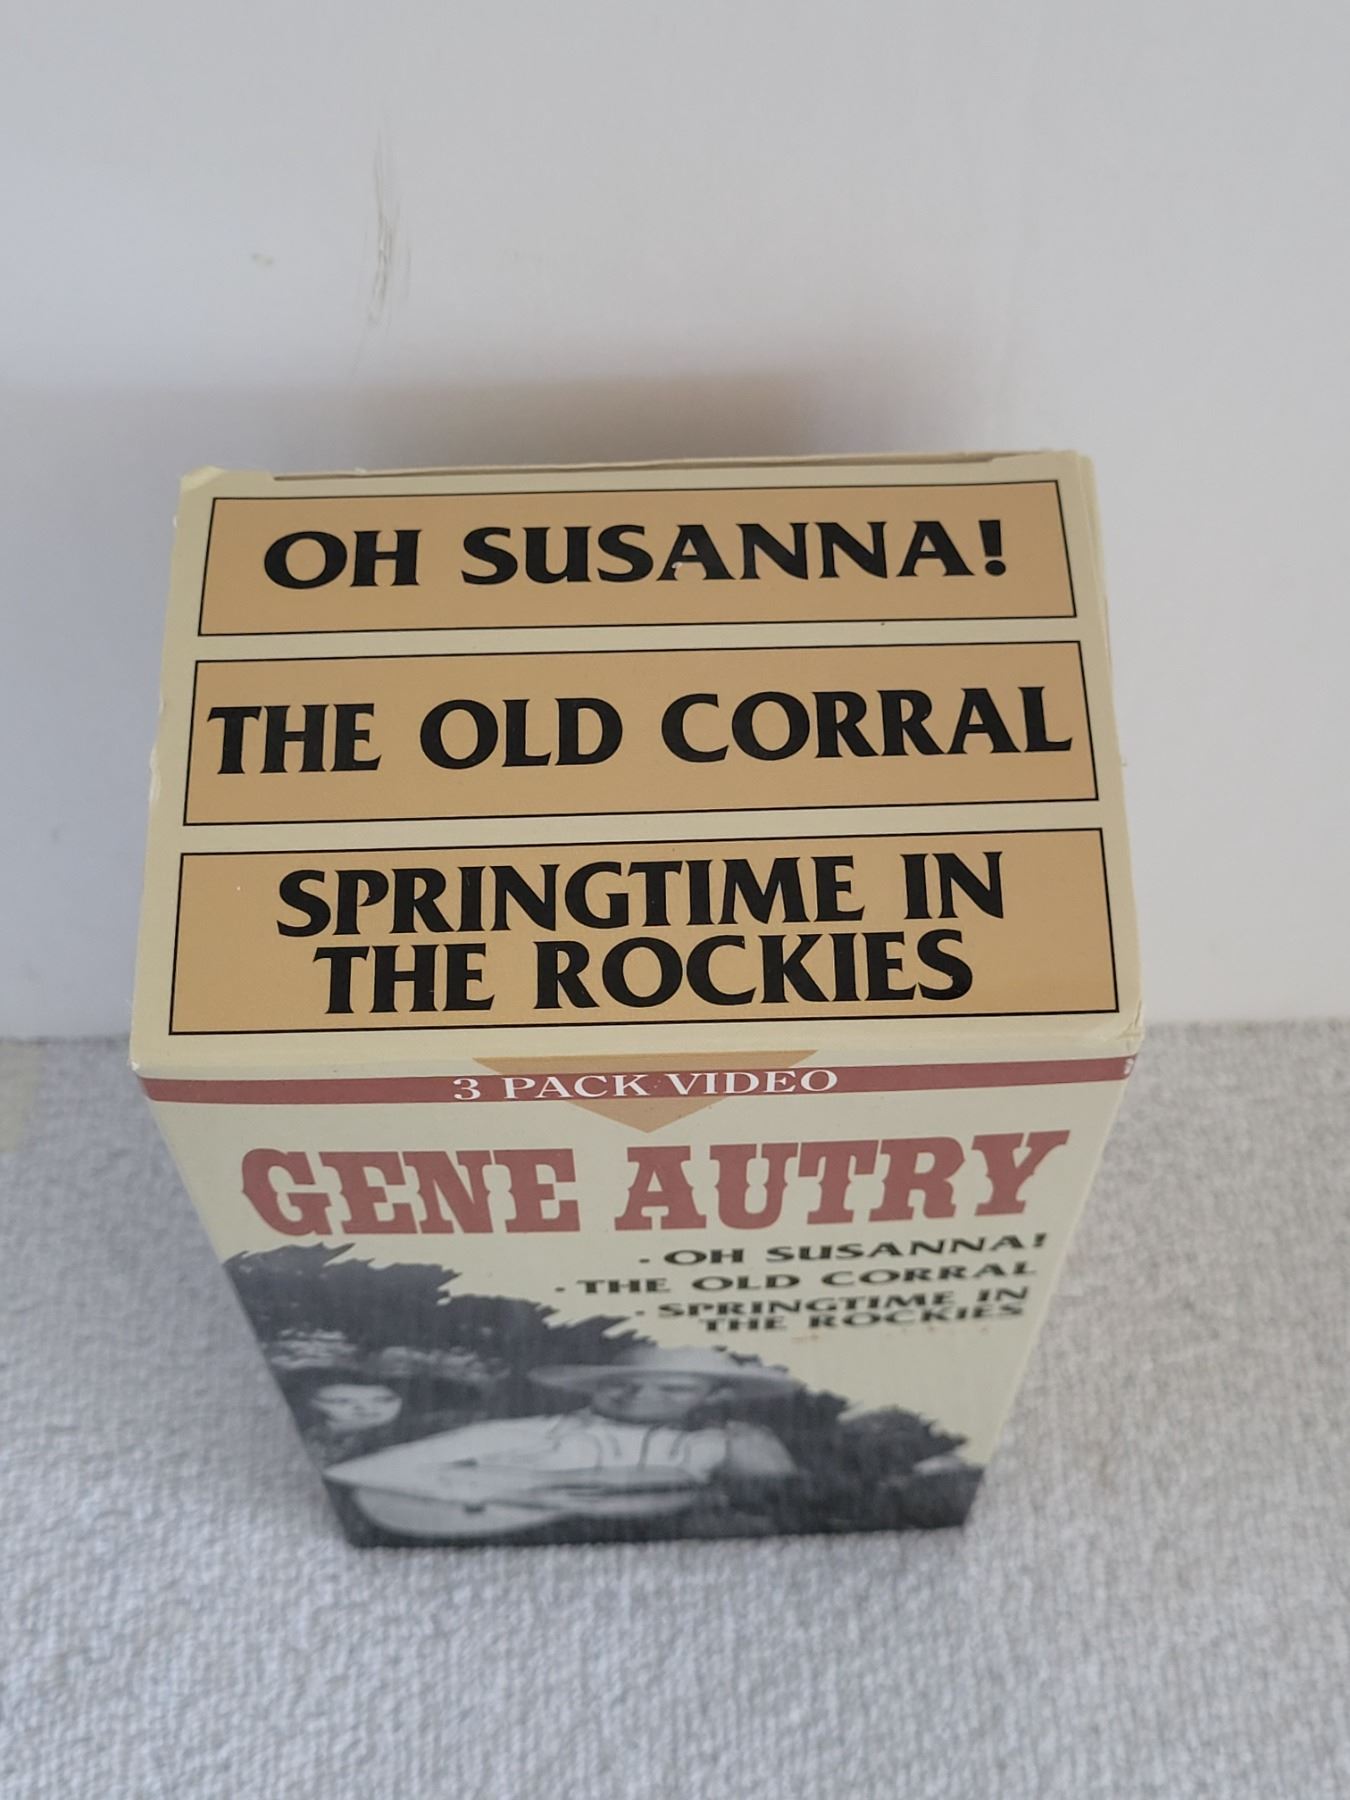 OH SUSANNA!
THE OLD CORRAL
SPRINGTIME IN
THE ROCKIES
3 PACK VIDEO
GENE AUTRY
· OH SUSANNA!
· THE OLD CORRAL
· SPRINGTIME IN
THE ROCKIES